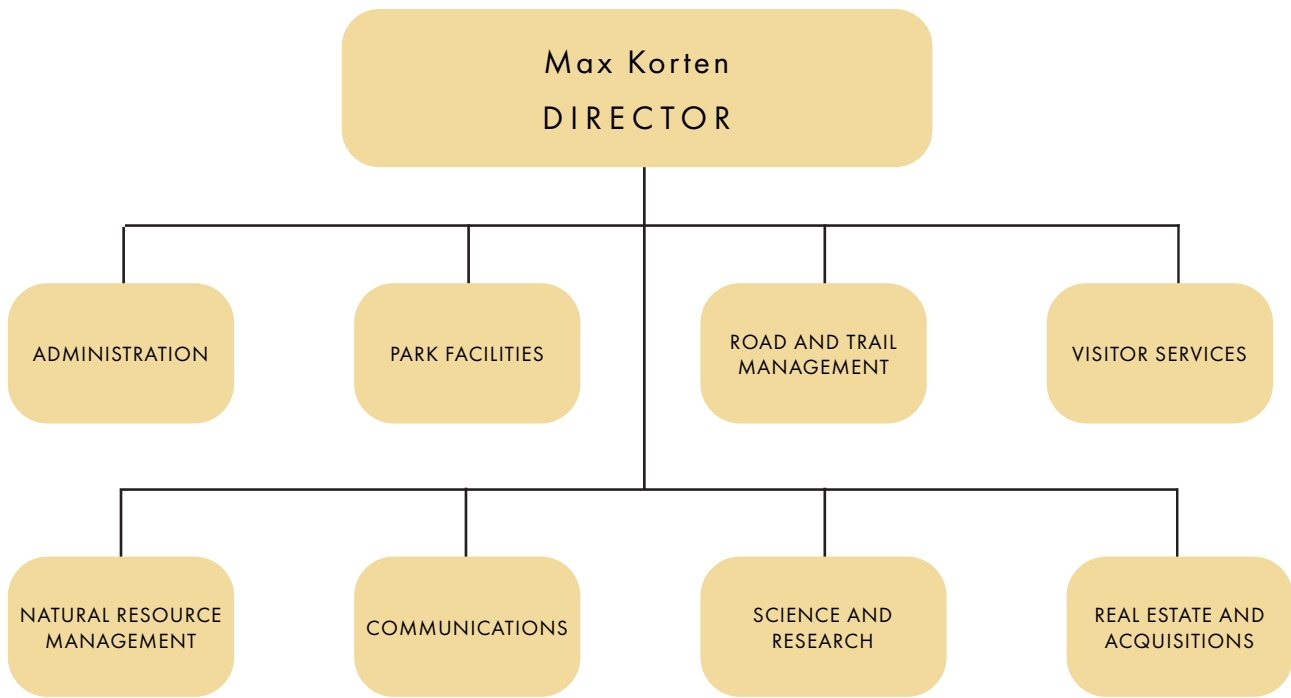 Max Korten
DIRECTOR
ADMINISTRATION
PARK FACILITIES
ROAD AND TRAIL
MANAGEMENT
VISITOR SERVICES
NATURAL RESOURCE
MANAGEMENT
COMMUNICATIONS
SCIENCE AND
RESEARCH
REAL ESTATE AND
ACQUISITIONS